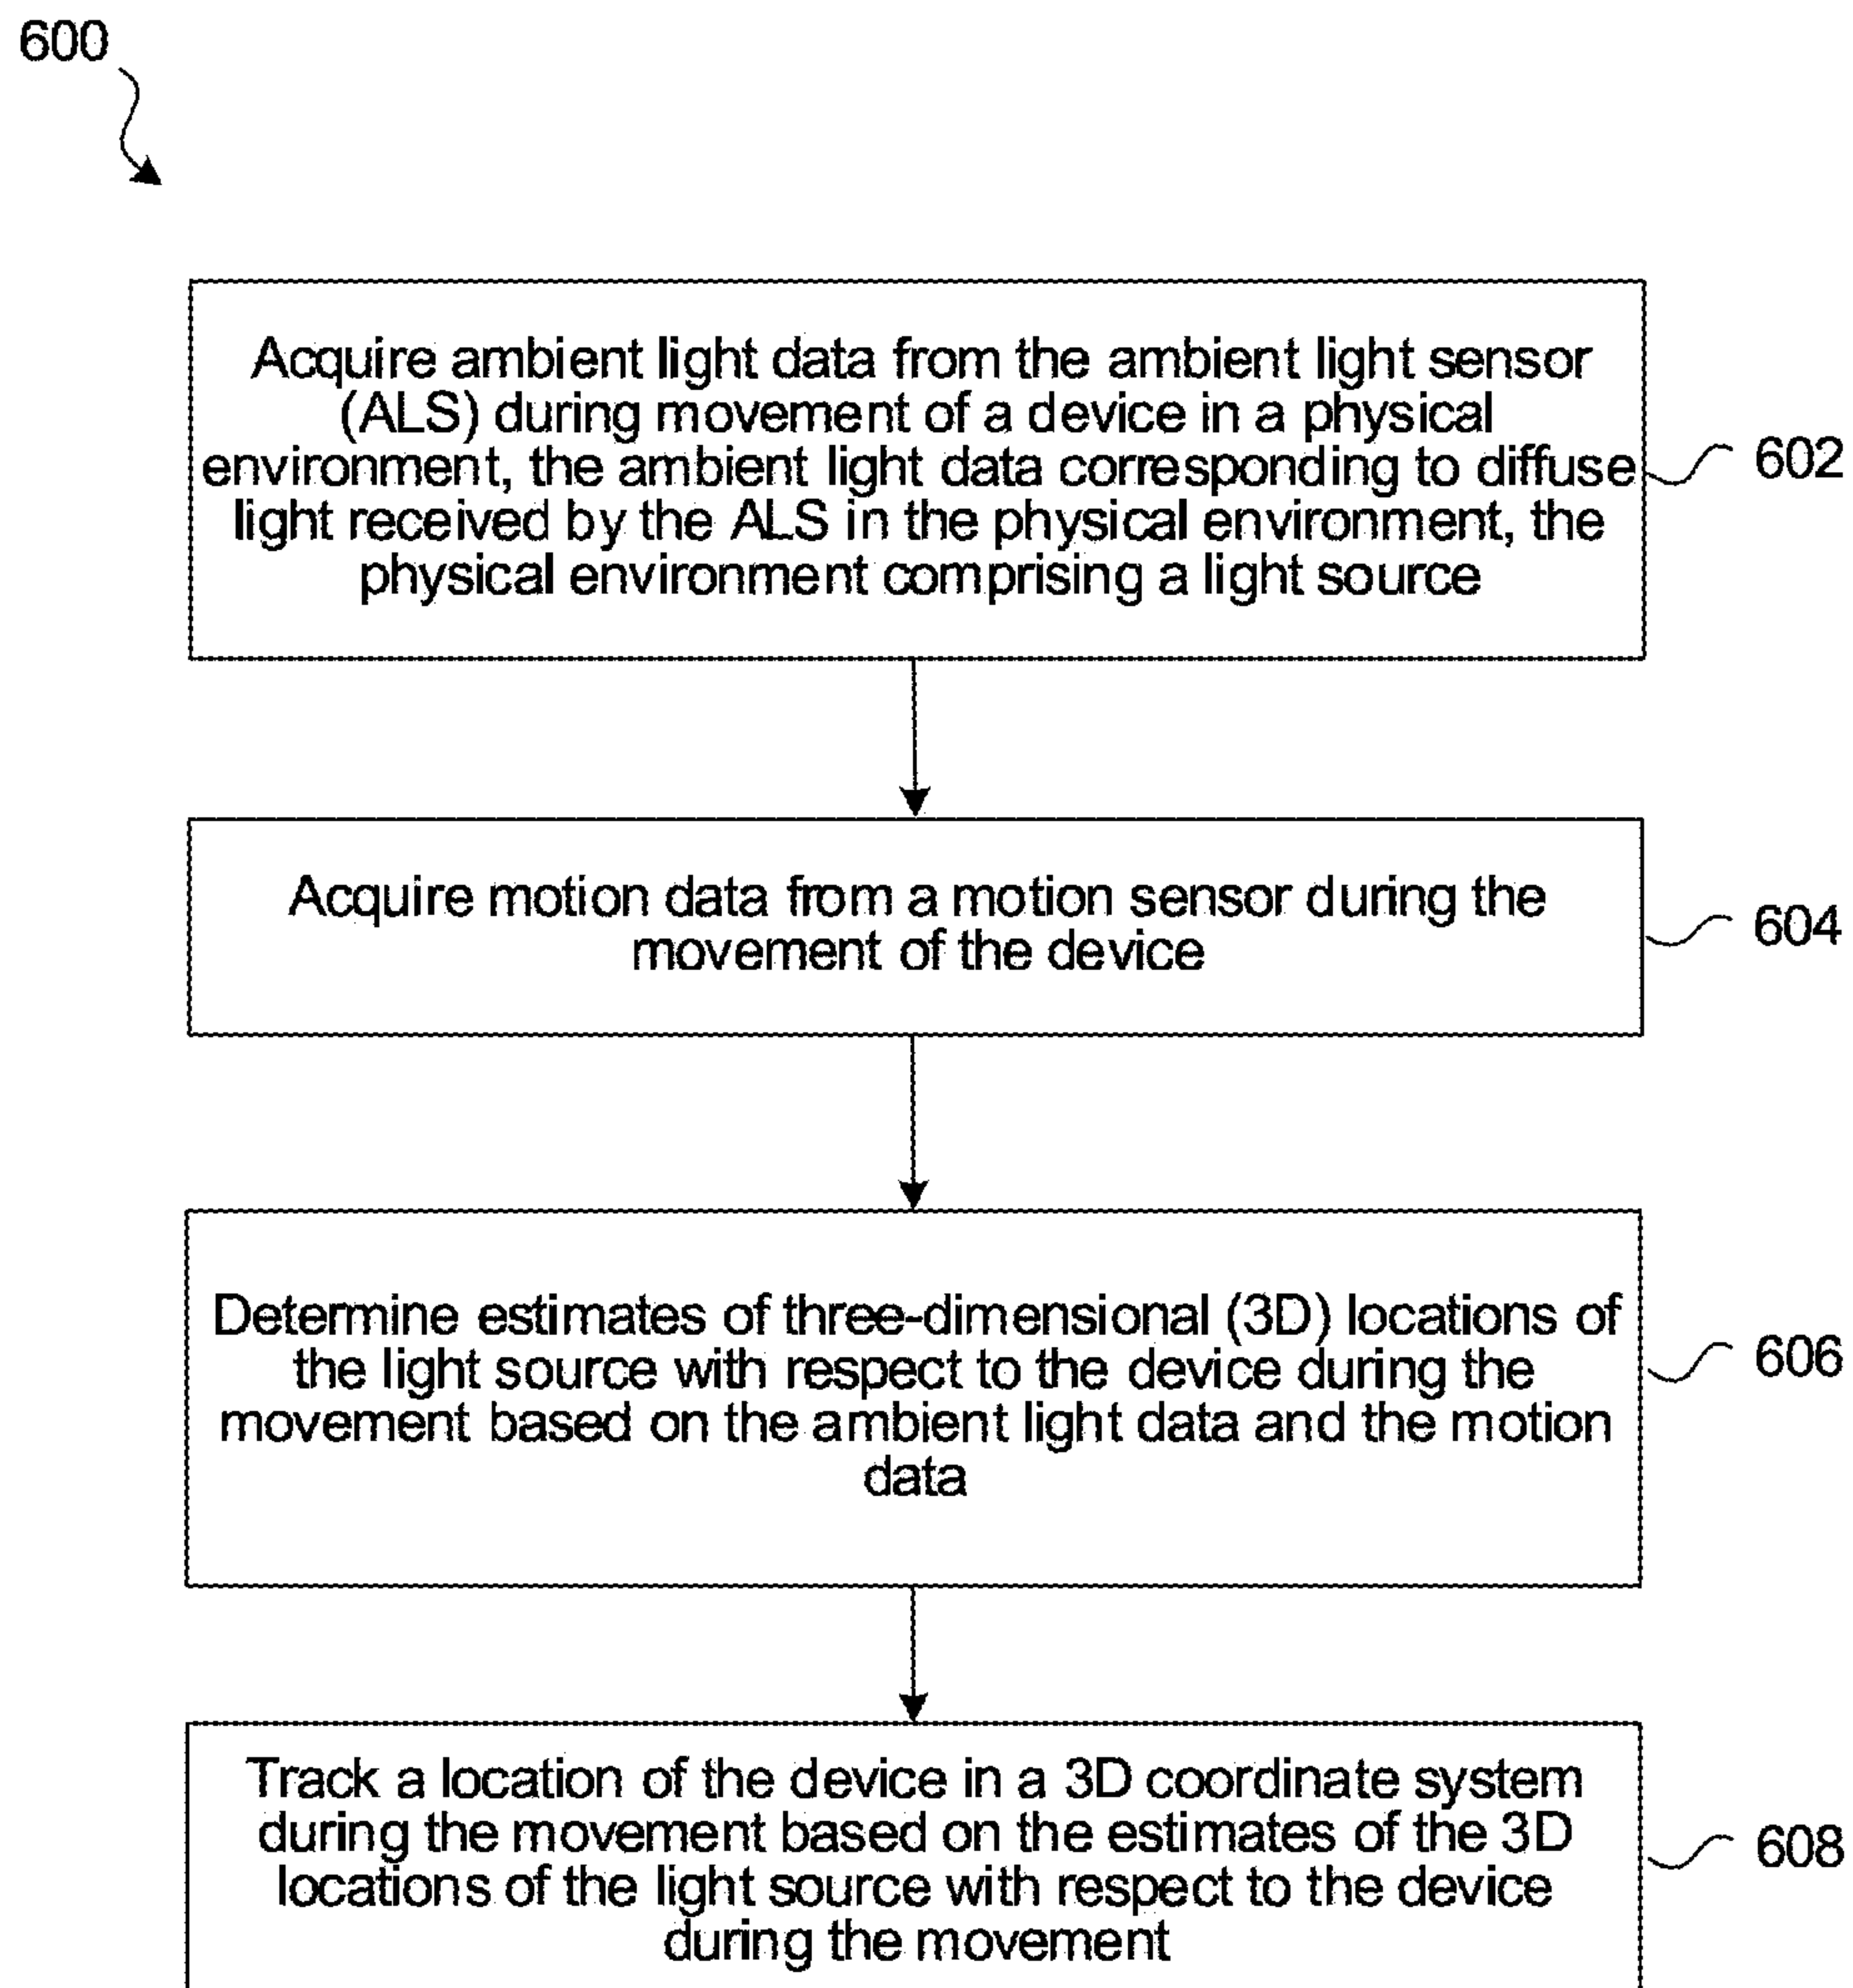 600
Acquire ambient light data from the ambient light sensor
(ALS) during movement of a device in a physical
environment, the ambient light data corresponding to diffuse
light received by the ALS in the physical environment, the
physical environment comprising a light source
602
Acquire motion data from a motion sensor during the
movement of the device
604
Determine estimates of three-dimensional (3D) locations of
the light source with respect to the device during the
movement based on the ambient light data and the motion
data
606
Track a location of the device in a 3D coordinate system
during the movement based on the estimates of the 3D
locations of the light source with respect to the device
during the movement
608